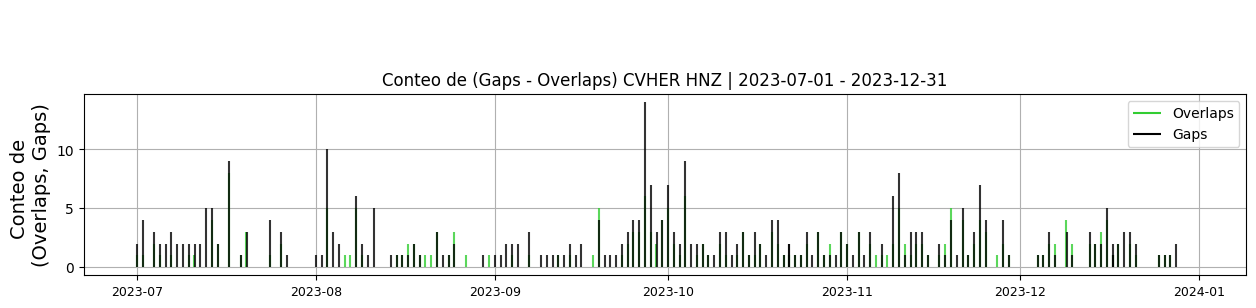 Conteo de (Gaps - Overlaps) CVHER HNZ | 2023-07-01 - 2023-12-31
Conteo de
(Overlaps, Gaps)
10
5
0
Overlaps
Gaps
2023-07
2023-08
2023-09
2023-10
2023-11
2023-12
2024-01